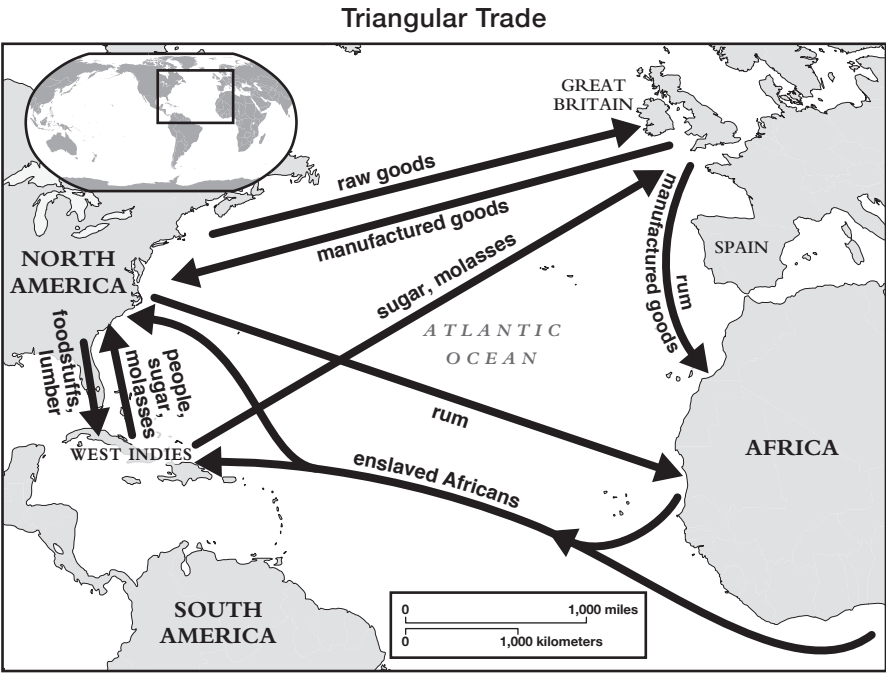 Triangular Trade
GREAT
BRITAIN
raw goods
manufactured goods
sugar, molasses
manufactured goods
rum
SPAIN
NORTH
AMERICA
ATLANTIC
OCEAN
foodstuffs,
lumber
people,
sugar,
molasses
rum
WEST INDIES
enslaved Africans
AFRICA
SOUTH
AMERICA
0 1,000 miles
0 1,000 kilometers